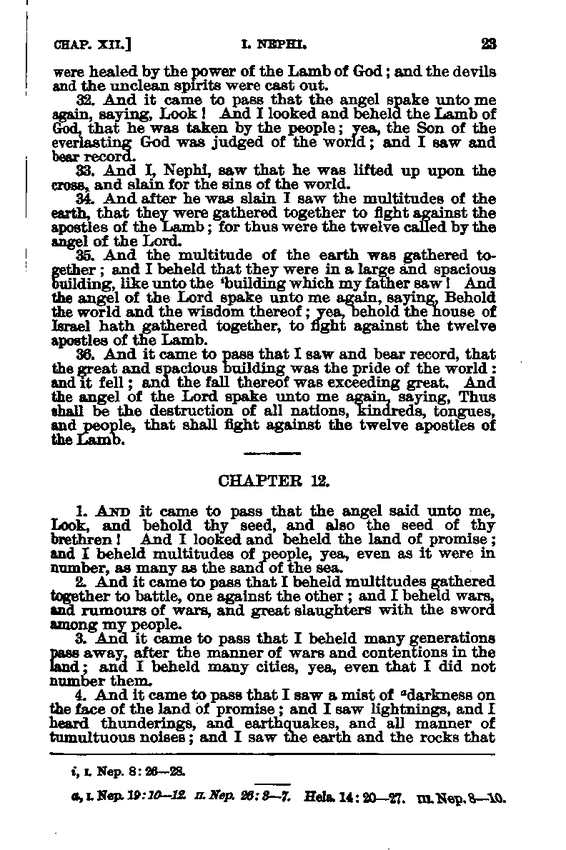 CHAP. XII.] I. NEPHI. 23
were healed by the power of the Lamb of God; and the devils
and the unclean spirits were cast out.
32. And it came to pass that the angel spake unto me
again, saying, Look! And I looked and beheld the Lamb of
God, that he was taken by the people; yea, the Son of the
everlasting God was judged of the world; and I saw and
bear record.
33. And I, Nephi, saw that he was lifted up upon the
cross, and slain for the sins of the world.
34. And after he was slain I saw the multitudes of the
earth, that they were gathered together to fight against the
apostles of the Lamb; for thus were the twelve called by the
angel of the Lord.
35. And the multitude of the earth was gathered to-
gether; and I beheld that they were in a large and spacious
building, like unto the ⁱbuilding which my father saw! And
the angel of the Lord spake unto me again, saying, Behold
the world and the wisdom thereof; yea, behold the house of
Israel hath gathered together, to fight against the twelve
apostles of the Lamb.
36. And it came to pass that I saw and bear record, that
the great and spacious building was the pride of the world:
and it fell; and the fall thereof was exceeding great. And
the angel of the Lord spake unto me again, saying, Thus
shall be the destruction of all nations, kindreds, tongues,
and people, that shall fight against the twelve apostles of
the Lamb.
CHAPTER 12.
1. AND it came to pass that the angel said unto me,
Look, and behold thy seed, and also the seed of thy
brethren! And I looked and beheld the land of promise;
and I beheld multitudes of people, yea, even as it were in
number, as many as the sand of the sea.
2. And it came to pass that I beheld multitudes gathered
together to battle, one against the other; and I beheld wars,
and rumours of wars, and great slaughters with the sword
among my people.
3. And it came to pass that I beheld many generations
pass away, after the manner of wars and contentions in the
land; and I beheld many cities, yea, even that I did not
number them.
4. And it came to pass that I saw a mist of ᵃdarkness on
the face of the land of promise; and I saw lightnings, and I
heard thunderings, and earthquakes, and all manner of
tumultuous noises; and I saw the earth and the rocks that
i, I. Nep. 8:26—28.
a, I. Nep. 19:10—12. II. Nep. 26:3—7. Hela. 14:20—27. III. Nep. 8—10.